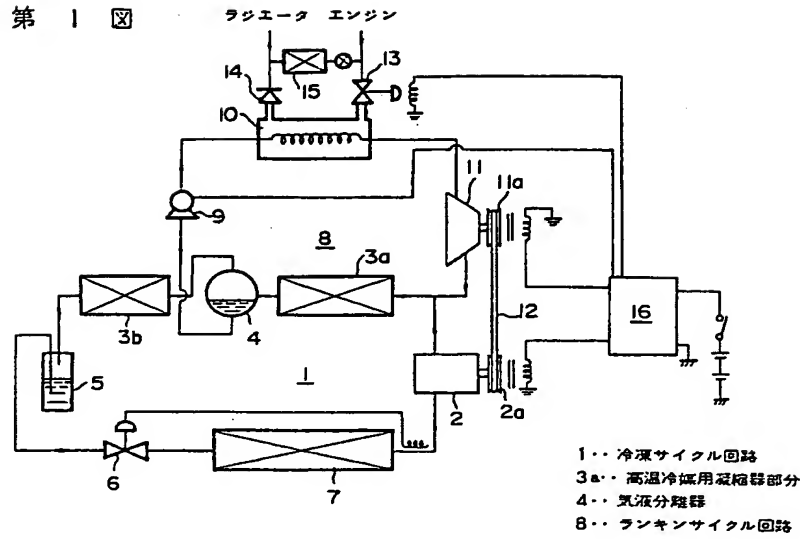 第 1 図
ラジエータ エンジン
13
14
15
10
11
11a
9
8
3a
12
16
3b
4
5
1
2
2a
6
7
1‥ 冷凍サイクル回路
3a‥ 高温冷媒用凝縮器部分
4‥ 気液分離器
8‥ ランキンサイクル回路